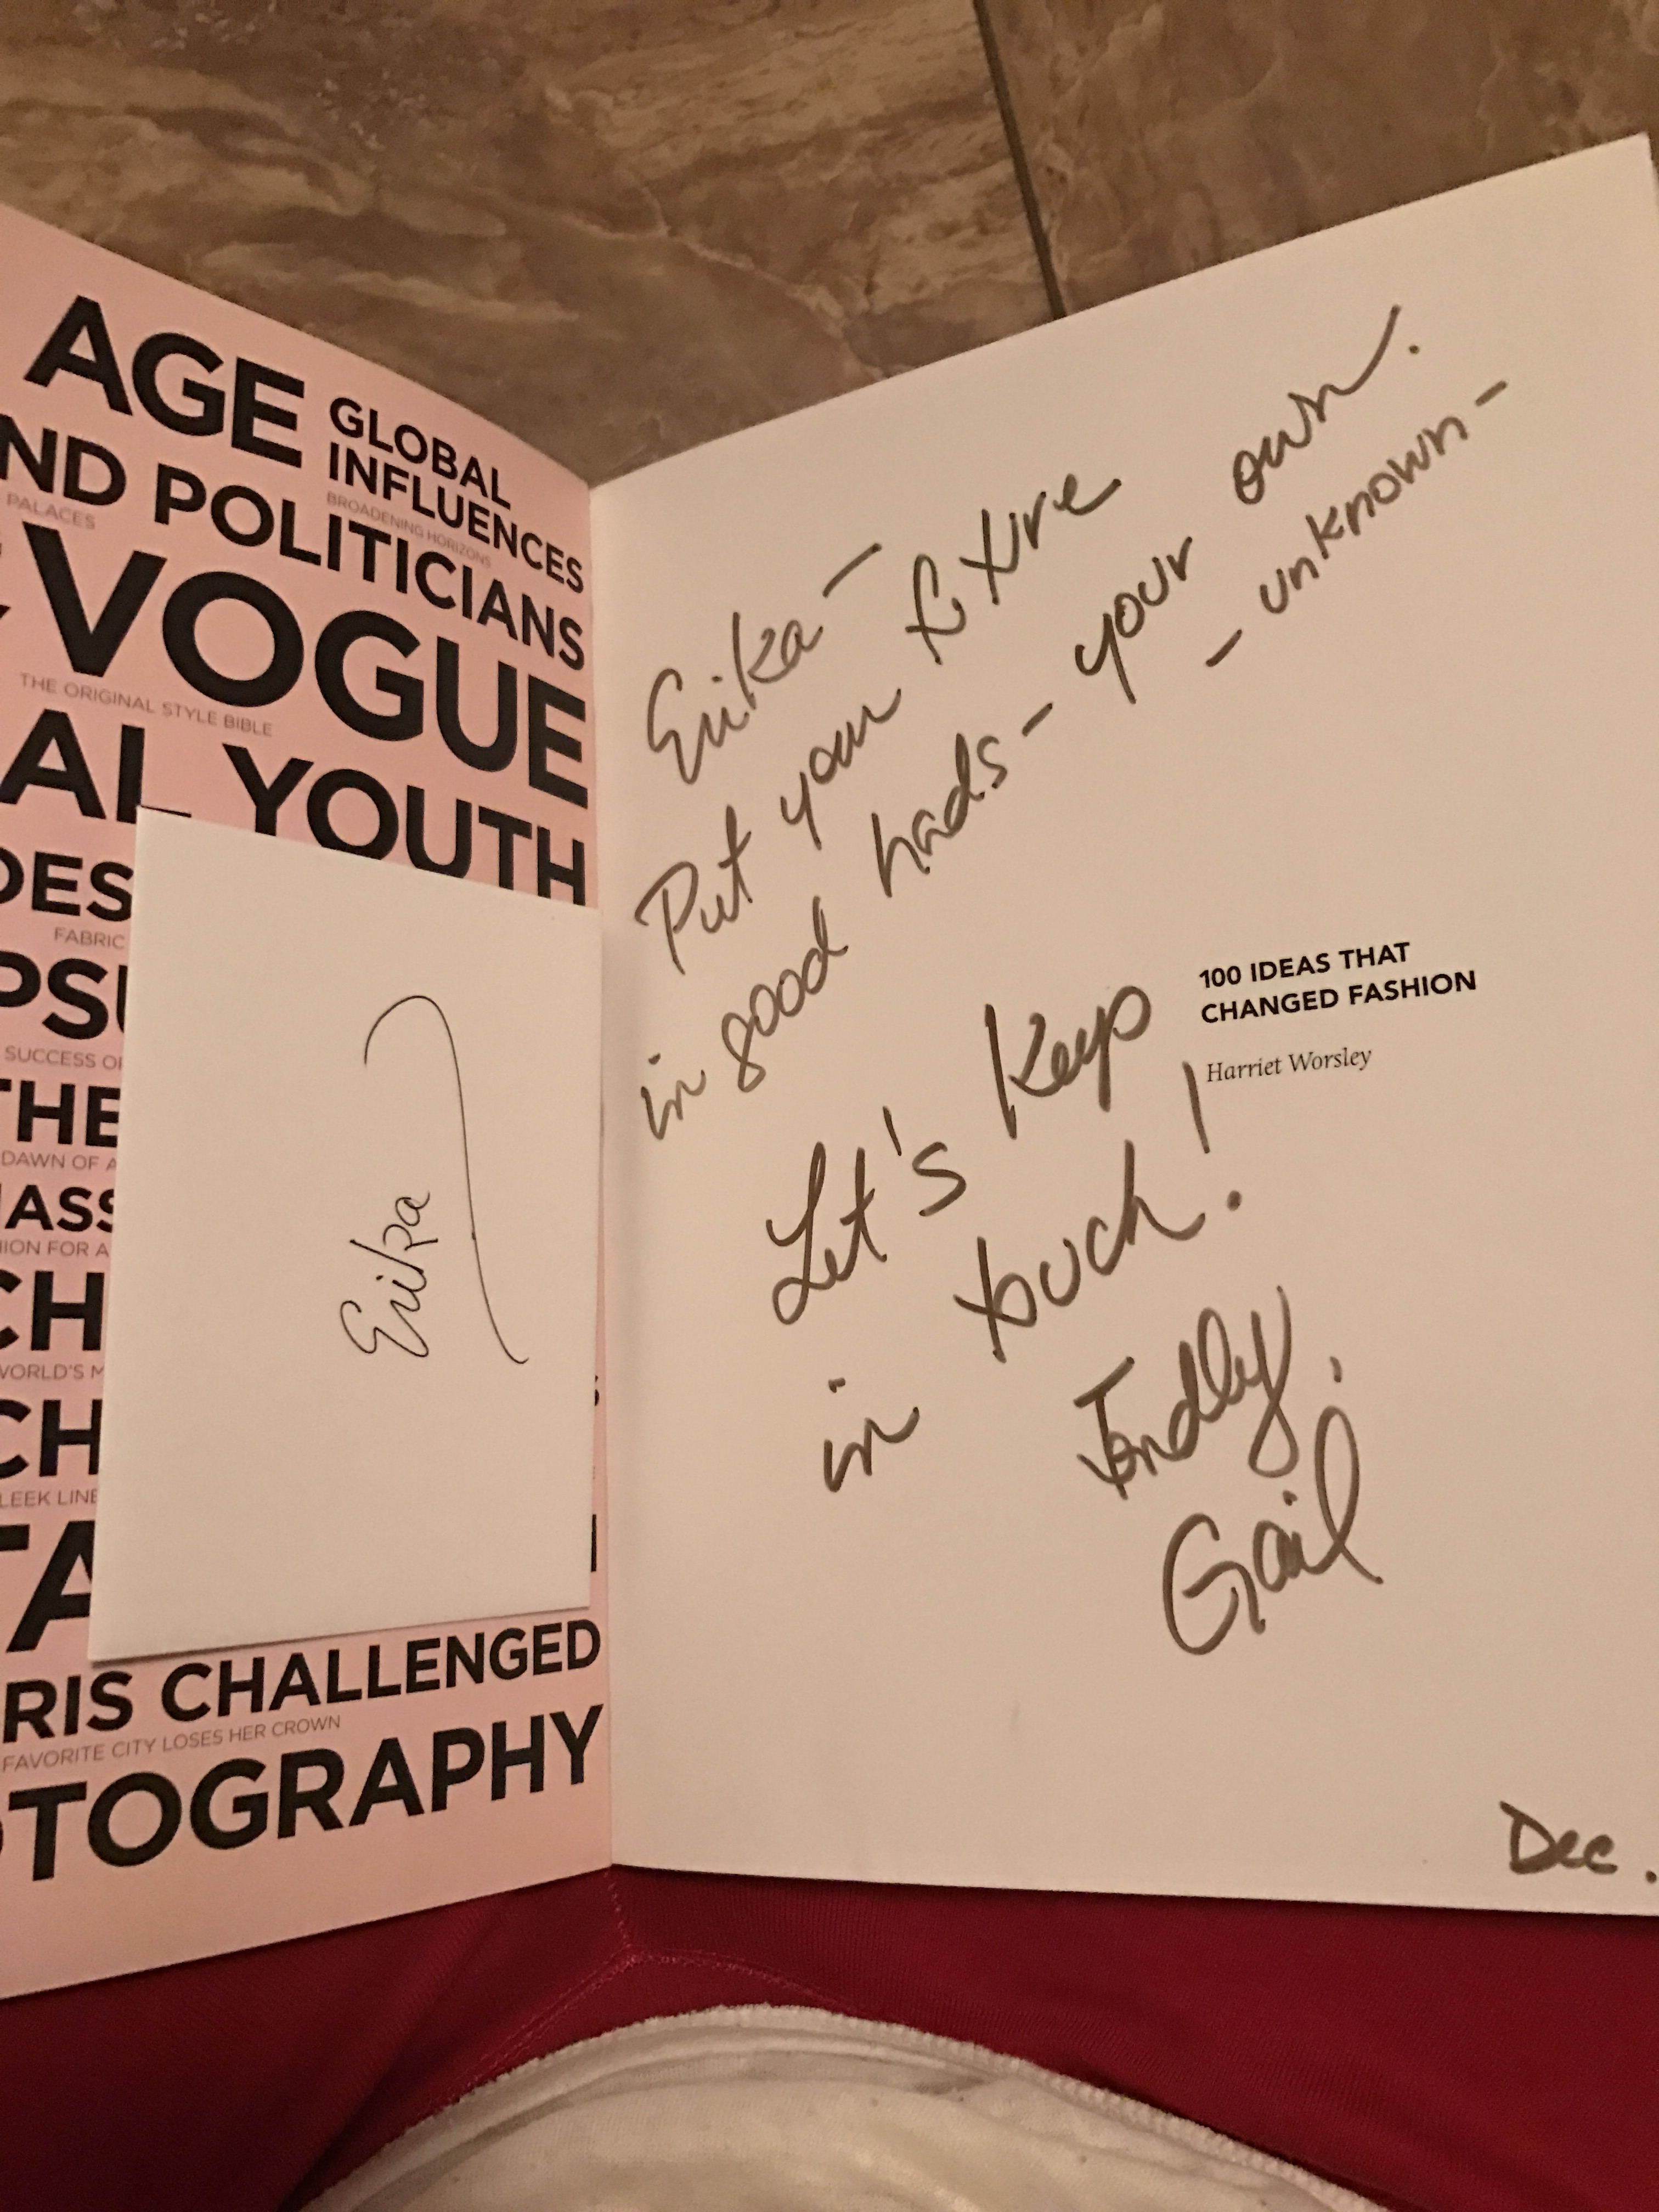 AGE
GLOBAL
INFLUENCES
BROADENING HORIZONS
ND POLITICIANS
PALACES
VOGUE
THE ORIGINAL STYLE BIBLE
AL YOUTH
DES
FABRIC
PSU
SUCCESS OF
THE
DAWN OF A
ASS
ION FOR A
CH
WORLD'S M
CH
LEEK LINE
TA
RIS CHALLENGED
FAVORITE CITY LOSES HER CROWN
OTOGRAPHY
Erika
Erika –
Put your future
in good hands – your own.
– unknown –
Let's Keep
in touch!
Fondly,
Gail
100 IDEAS THAT
CHANGED FASHION
Harriet Worsley
Dec.